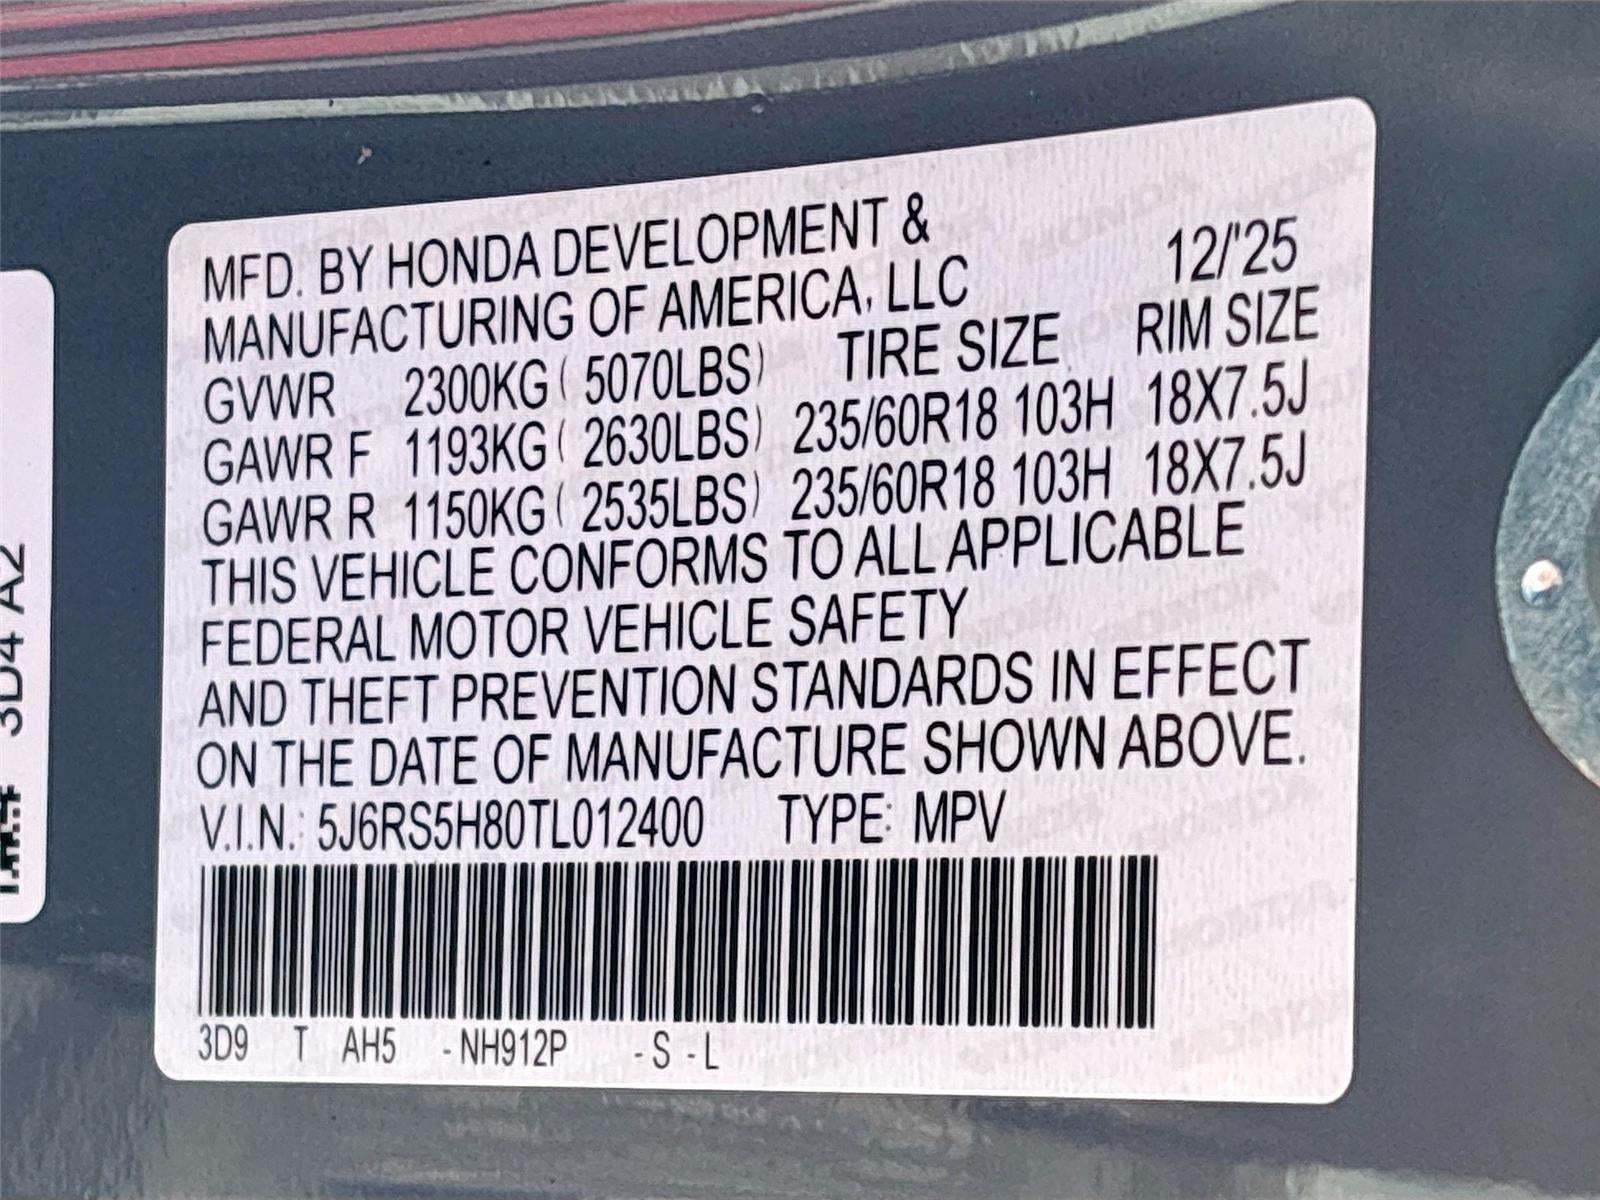 MFD. BY HONDA DEVELOPMENT &
MANUFACTURING OF AMERICA, LLC 12/'25
GVWR 2300KG ( 5070LBS) TIRE SIZE RIM SIZE
GAWR F 1193KG ( 2630LBS) 235/60R18 103H 18X7.5J
GAWR R 1150KG ( 2535LBS) 235/60R18 103H 18X7.5J
THIS VEHICLE CONFORMS TO ALL APPLICABLE
FEDERAL MOTOR VEHICLE SAFETY
AND THEFT PREVENTION STANDARDS IN EFFECT
ON THE DATE OF MANUFACTURE SHOWN ABOVE.
V.I.N.: 5J6RS5H80TL012400 TYPE: MPV
3D9 T AH5 - NH912P - S - L
3D4 A2